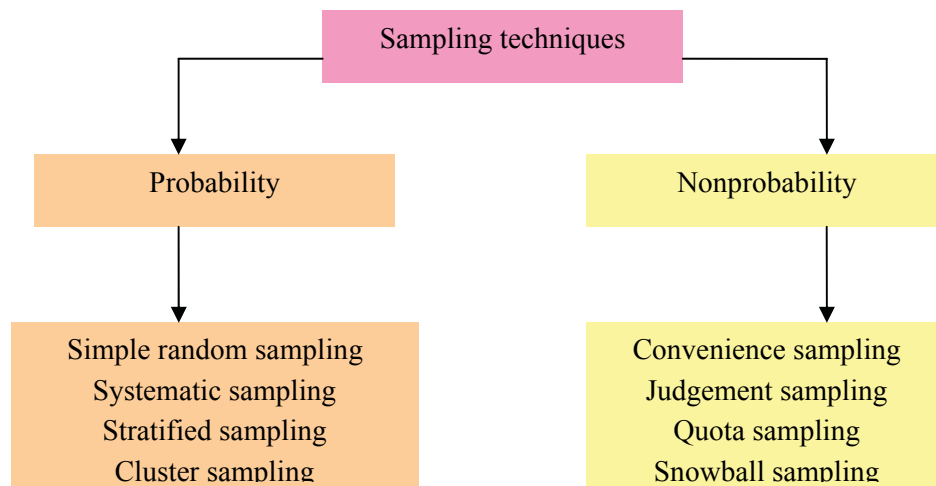 Sampling techniques
Probability
Nonprobability
Simple random sampling
Systematic sampling
Stratified sampling
Cluster sampling
Convenience sampling
Judgement sampling
Quota sampling
Snowball sampling